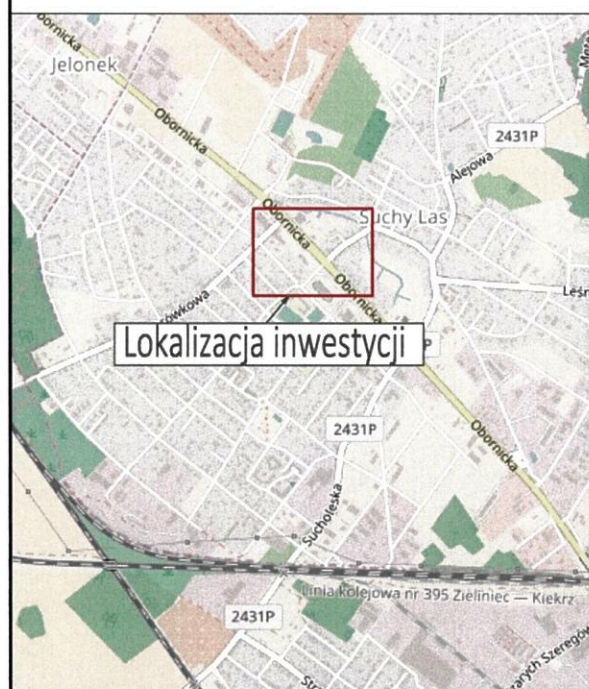 Obornicka
Jelonek
Obornicka
2431P
Alejowa
Suchy Las
Obornicka
Obornicka
Lokalizacja inwestycji
2431P
Obornicka
Sucholeska
Linia kolejowa nr 395 Zieliniec — Kiekrz
2431P